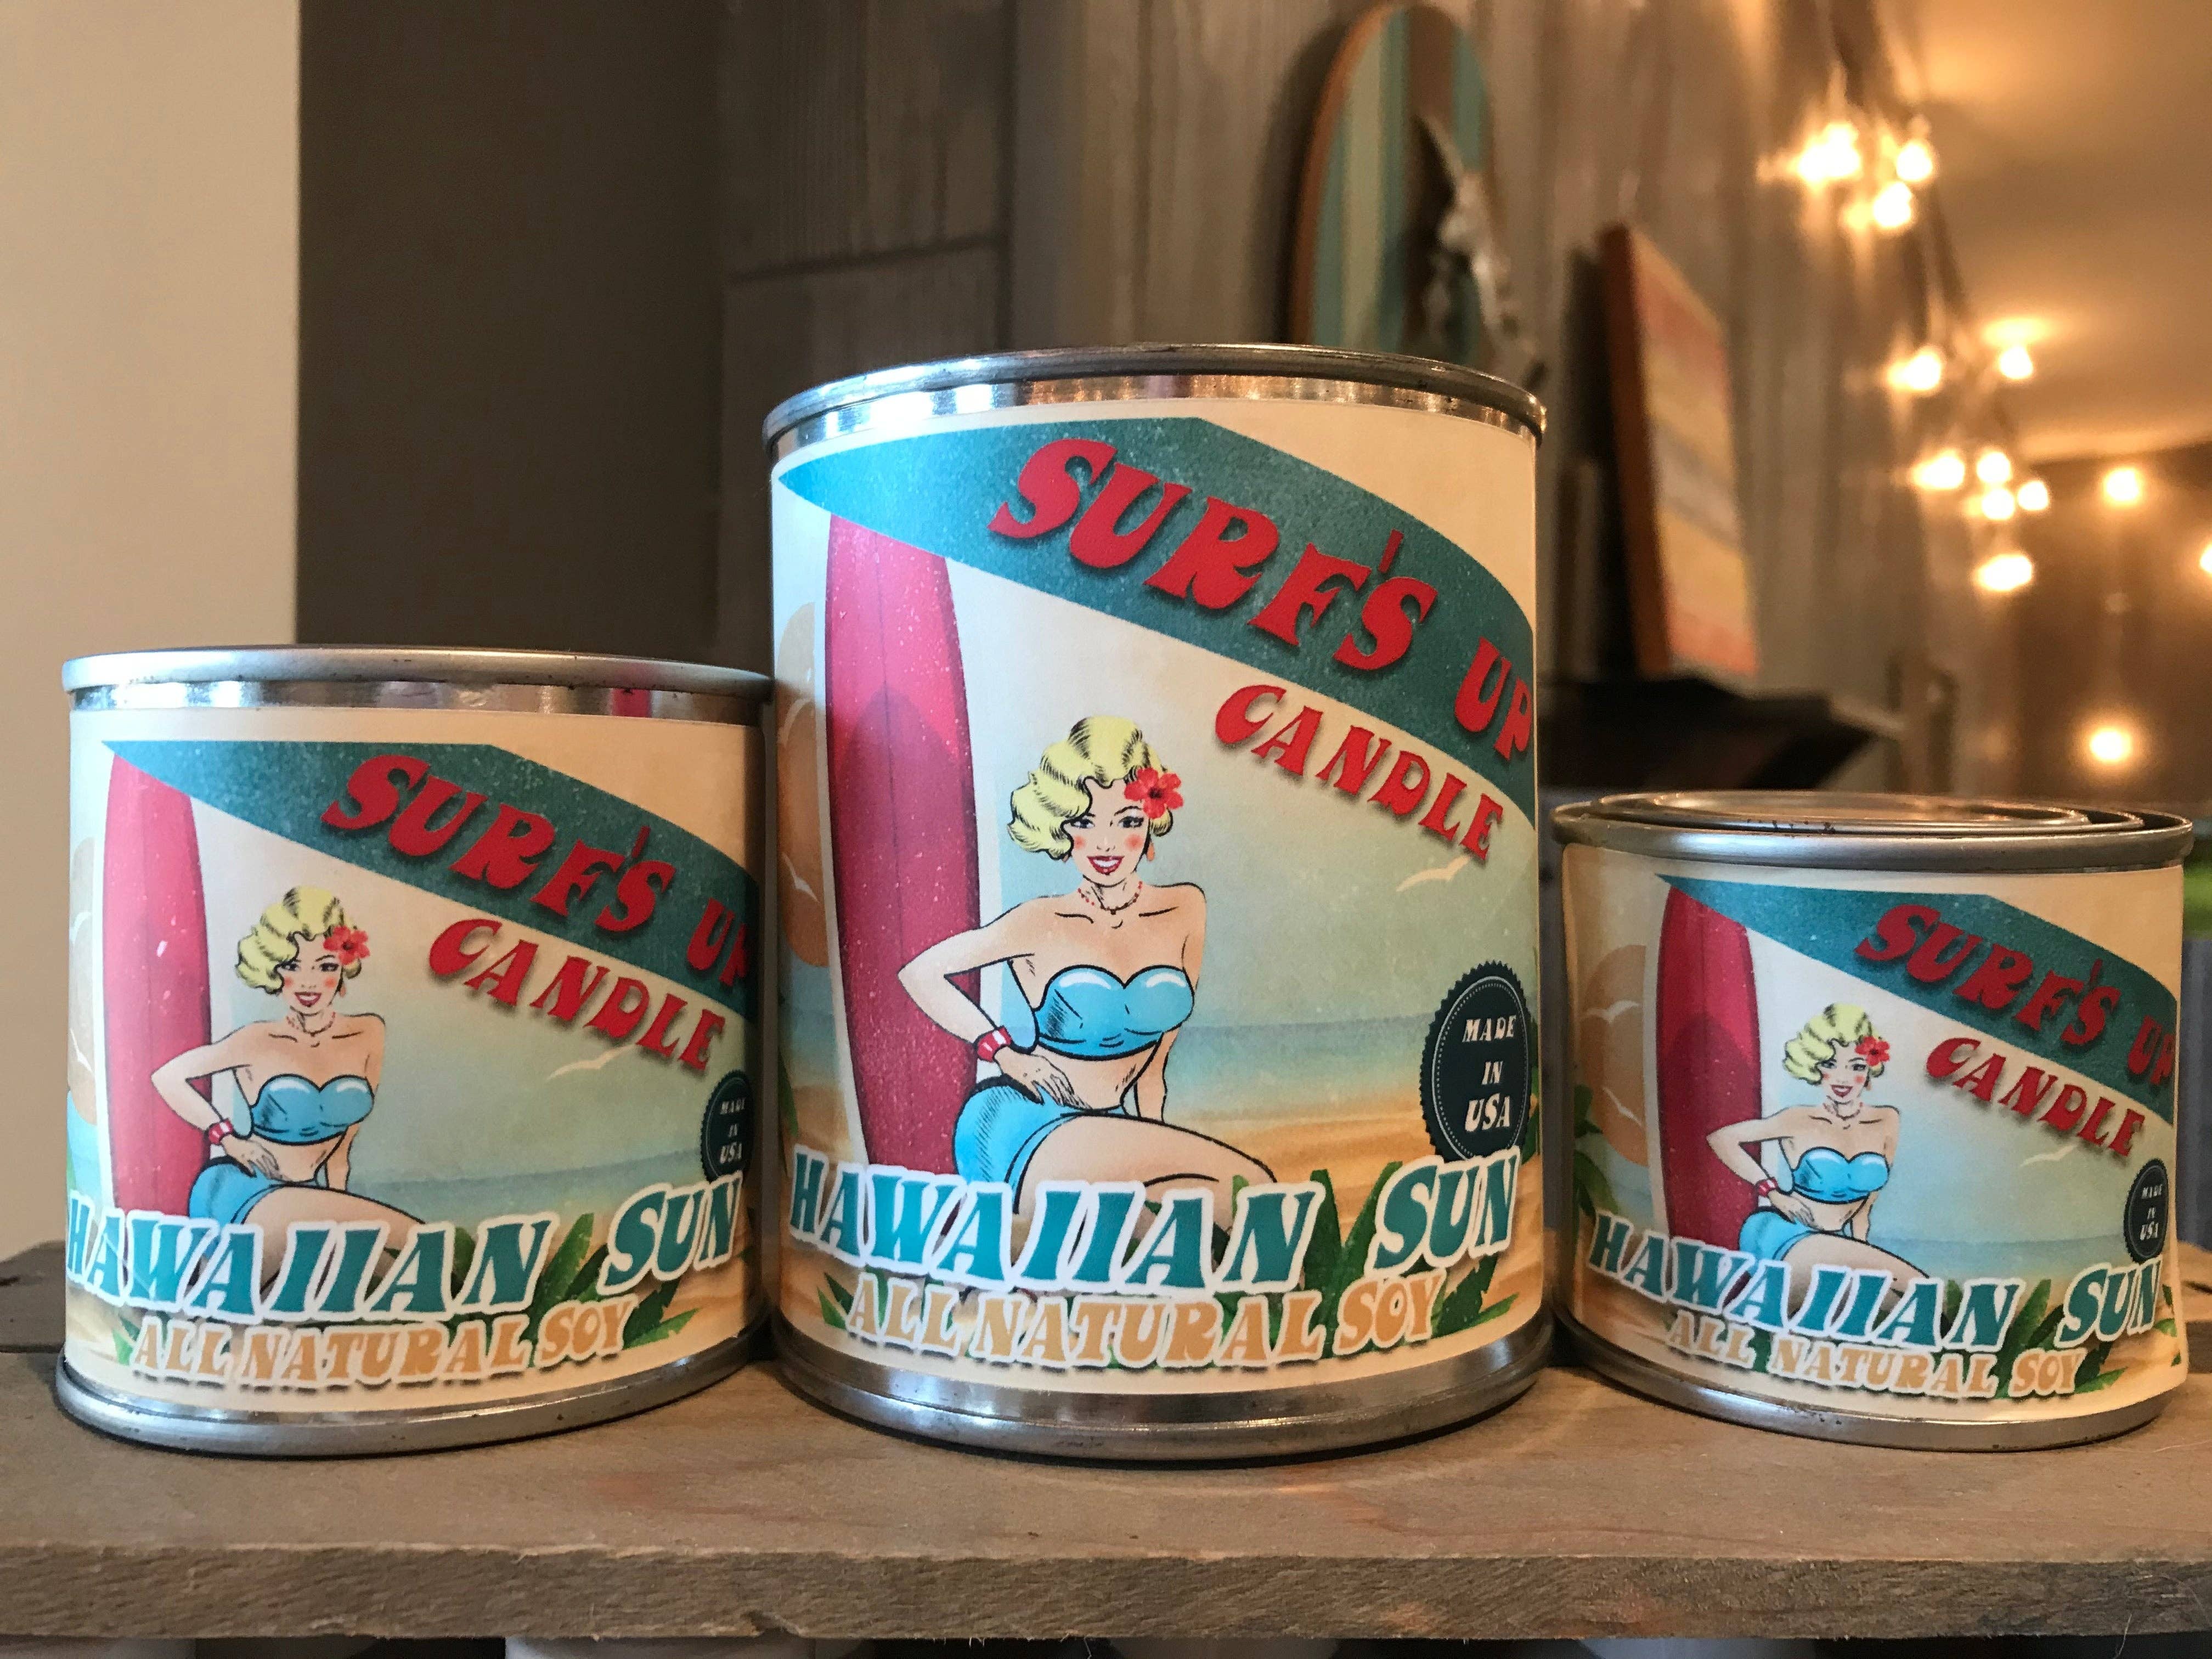 SURF'S UP
CANDLE
MADE
IN
USA
HAWAIIAN SUN
ALL NATURAL SOY
SURF'S UP
CANDLE
MADE
IN
USA
HAWAIIAN SUN
ALL NATURAL SOY
SURF'S UP
CANDLE
MADE
IN
USA
HAWAIIAN SUN
ALL NATURAL SOY